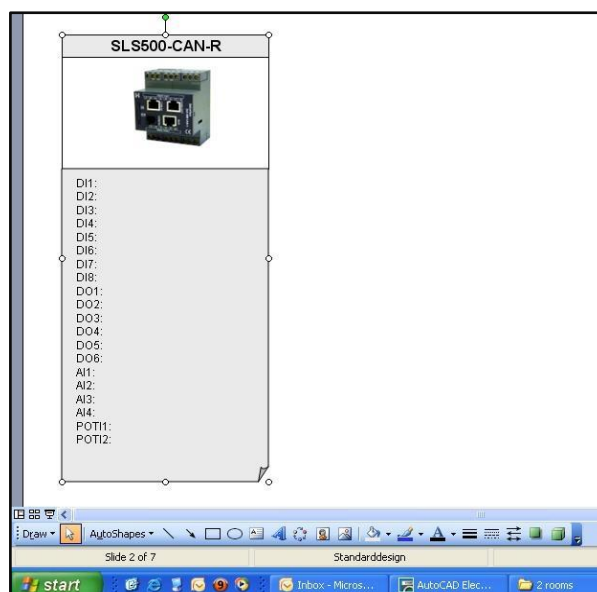 SLS500-CAN-R
DI1:
DI2:
DI3:
DI4:
DI5:
DI6:
DI7:
DI8:
DO1:
DO2:
DO3:
DO4:
DO5:
DO6:
AI1:
AI2:
AI3:
AI4:
POTI1:
POTI2:
Draw AutoShapes
Slide 2 of 7 Standarddesign
start Inbox - Micros... AutoCAD Elec... 2 rooms